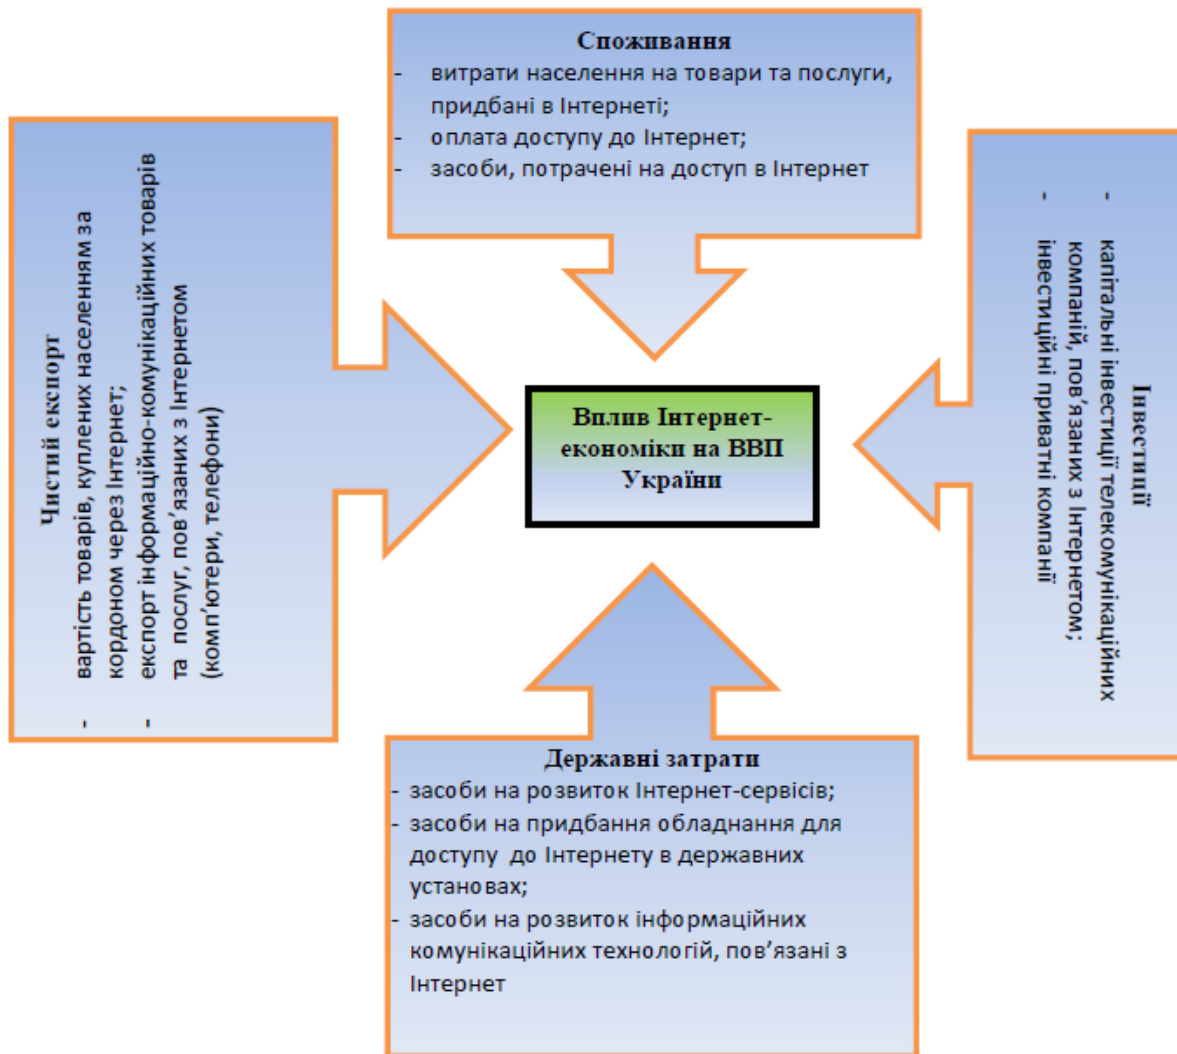 Споживання
- витрати населення на товари та послуги,
придбані в Інтернеті;
- оплата доступу до Інтернет;
- засоби, потрачені на доступ в Інтернет
Чистий експорт
- вартість товарів, куплених населенням за
кордоном через Інтернет;
- експорт інформаційно-комунікаційних товарів
та послуг, пов’язаних з Інтернетом
(комп’ютери, телефони)
Вплив Інтернет-
економіки на ВВП
України
Інвестиції
- капітальні інвестиції телекомунікаційних
компаній, пов’язаних з Інтернетом;
- інвестиційні приватні компанії
Державні затрати
- засоби на розвиток Інтернет-сервісів;
- засоби на придбання обладнання для
доступу до Інтернету в державних
установах;
- засоби на розвиток інформаційних
комунікаційних технологій, пов’язані з
Інтернет